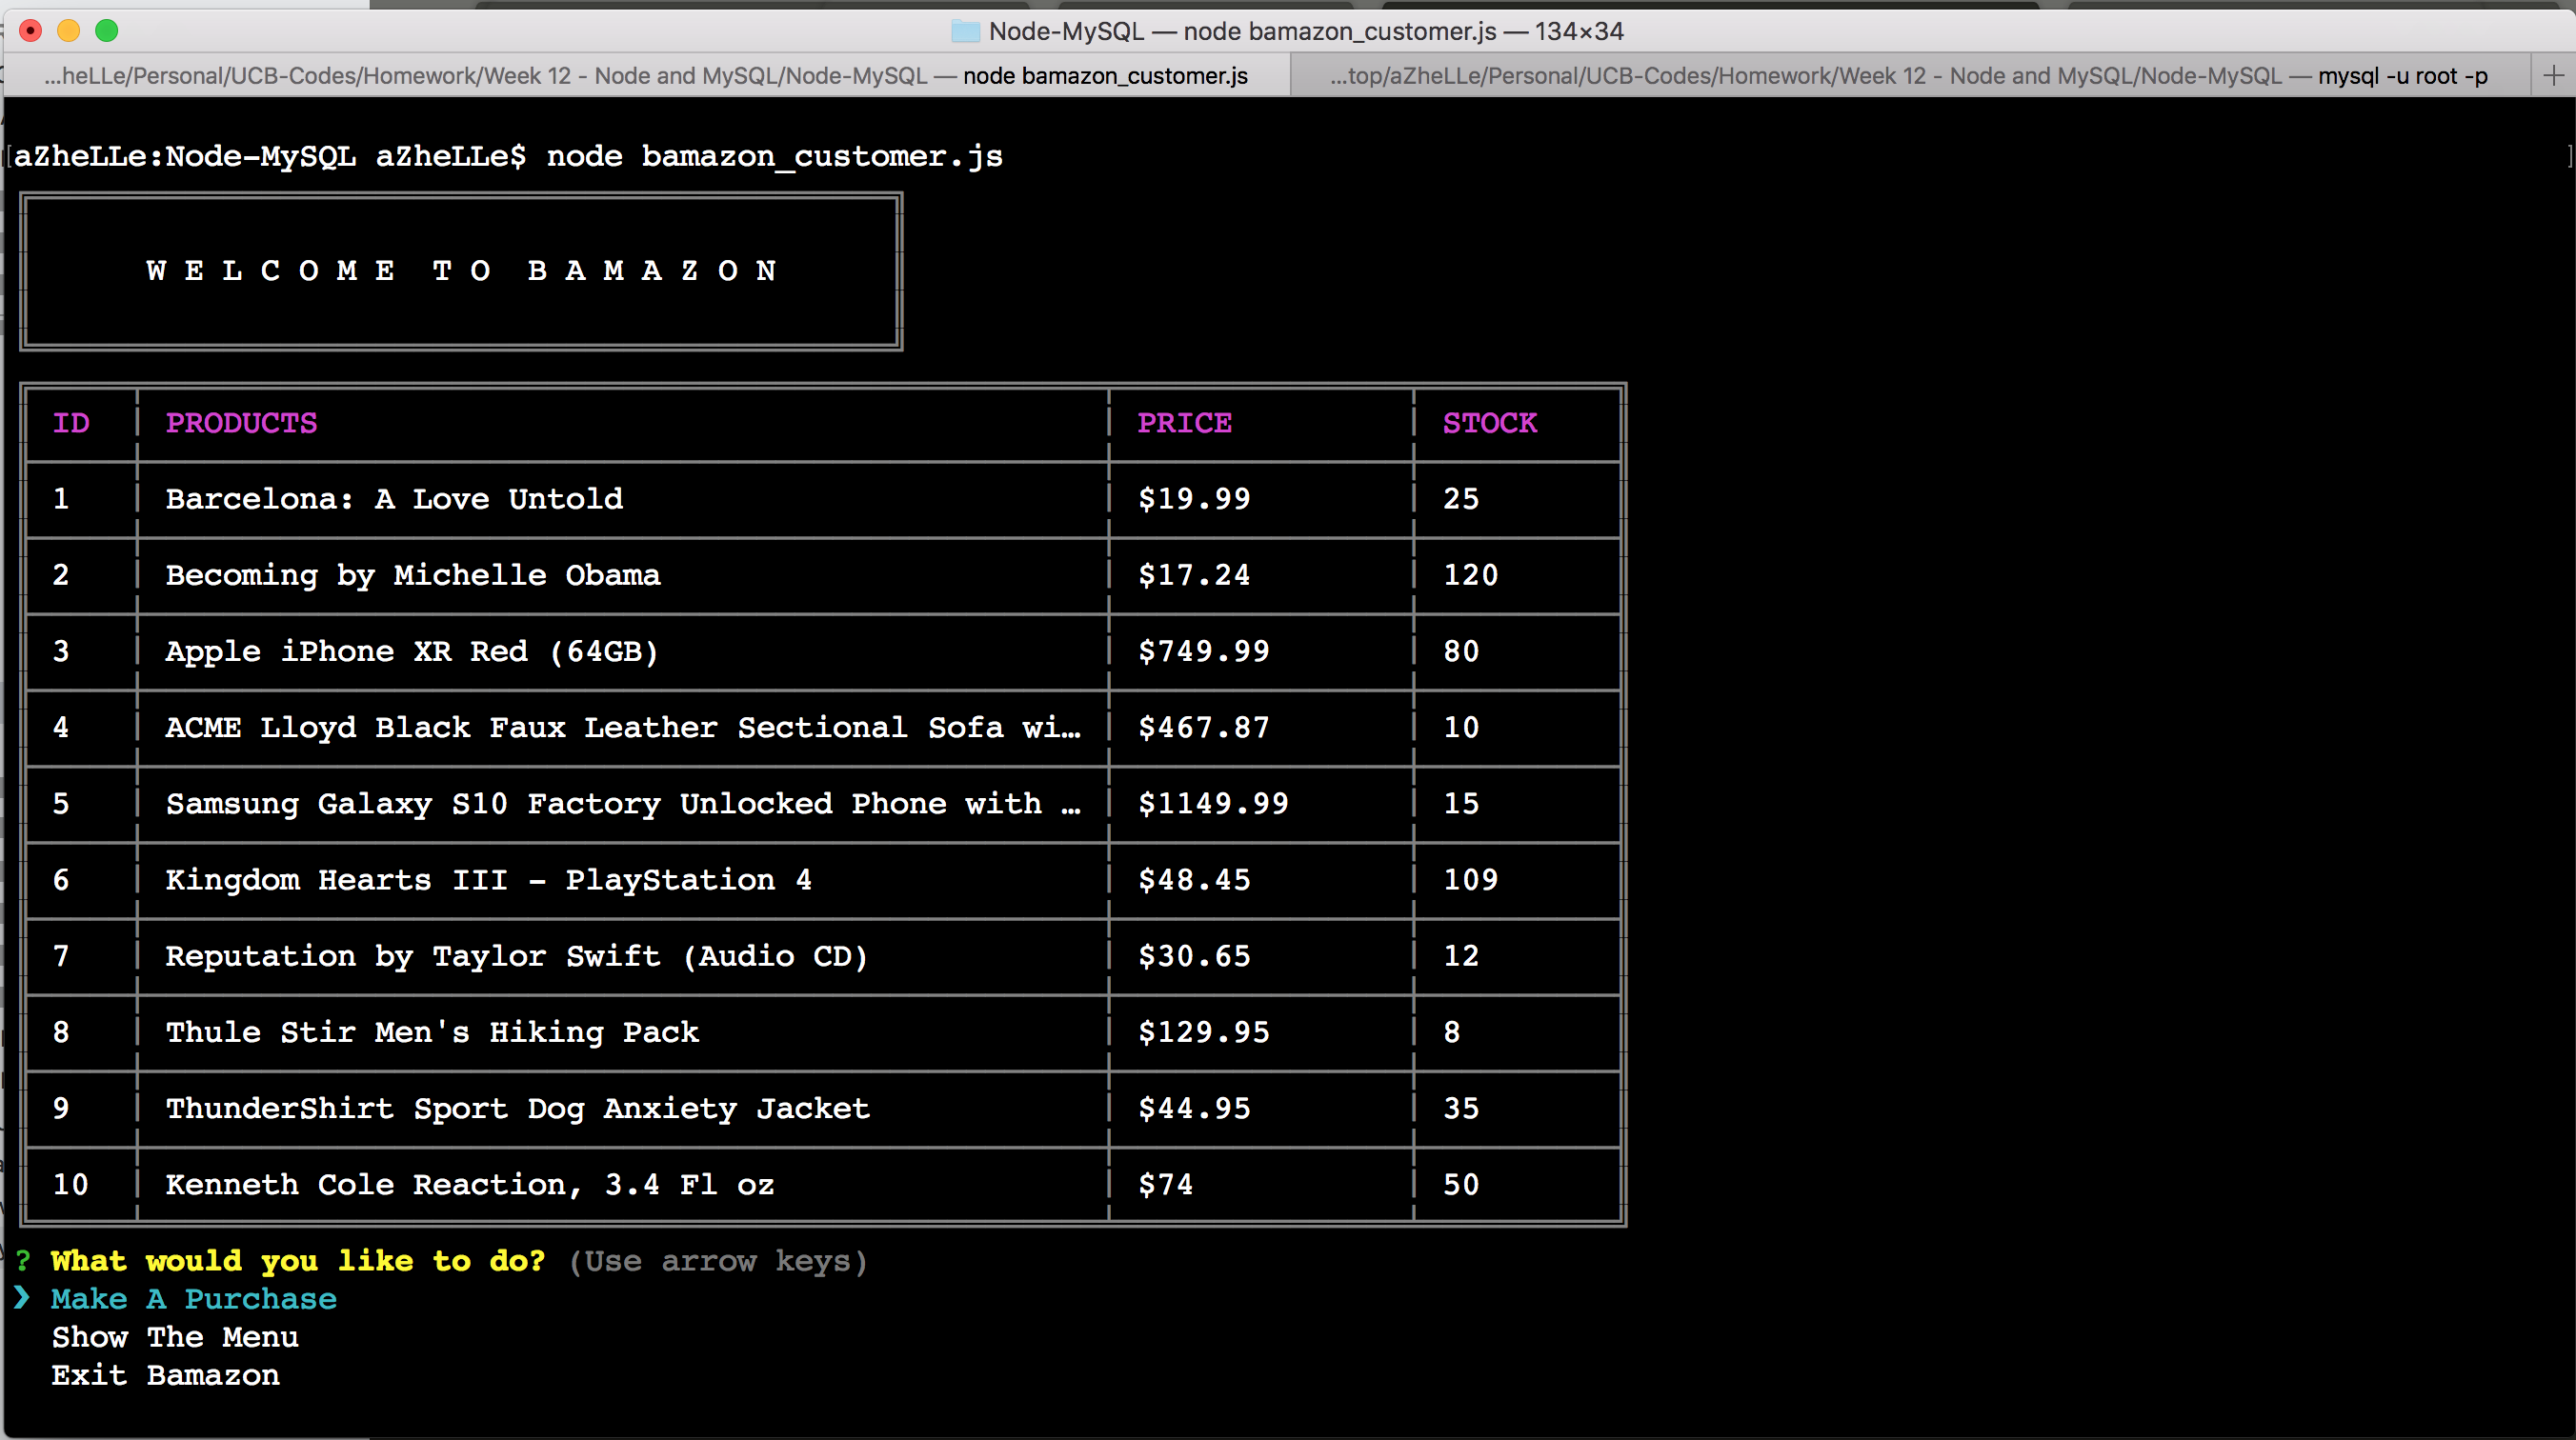 Node-MySQL — node bamazon_customer.js — 134×34
...heLLe/Personal/UCB-Codes/Homework/Week 12 - Node and MySQL/Node-MySQL — node bamazon_customer.js
...top/aZheLLe/Personal/UCB-Codes/Homework/Week 12 - Node and MySQL/Node-MySQL — mysql -u root -p
[aZheLLe:Node-MySQL aZheLLe$ node bamazon_customer.js ]
W E L C O M E  T O  B A M A Z O N
ID PRODUCTS PRICE STOCK
1 Barcelona: A Love Untold $19.99 25
2 Becoming by Michelle Obama $17.24 120
3 Apple iPhone XR Red (64GB) $749.99 80
4 ACME Lloyd Black Faux Leather Sectional Sofa wi… $467.87 10
5 Samsung Galaxy S10 Factory Unlocked Phone with … $1149.99 15
6 Kingdom Hearts III - PlayStation 4 $48.45 109
7 Reputation by Taylor Swift (Audio CD) $30.65 12
8 Thule Stir Men's Hiking Pack $129.95 8
9 ThunderShirt Sport Dog Anxiety Jacket $44.95 35
10 Kenneth Cole Reaction, 3.4 Fl oz $74 50
? What would you like to do? (Use arrow keys)
❯ Make A Purchase
Show The Menu
Exit Bamazon